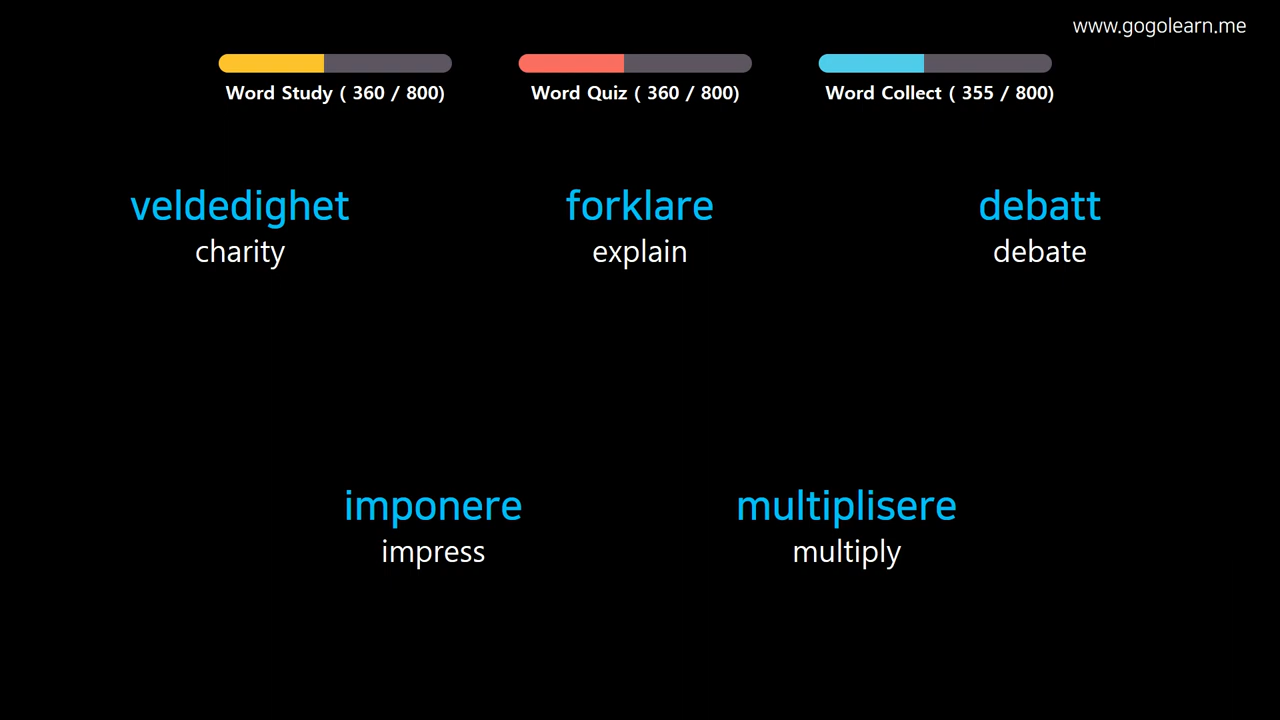 www.gogolearn.me
Word Study ( 360 / 800)
Word Quiz ( 360 / 800)
Word Collect ( 355 / 800)
veldedighet
charity
forklare
explain
debatt
debate
imponere
impress
multiplisere
multiply